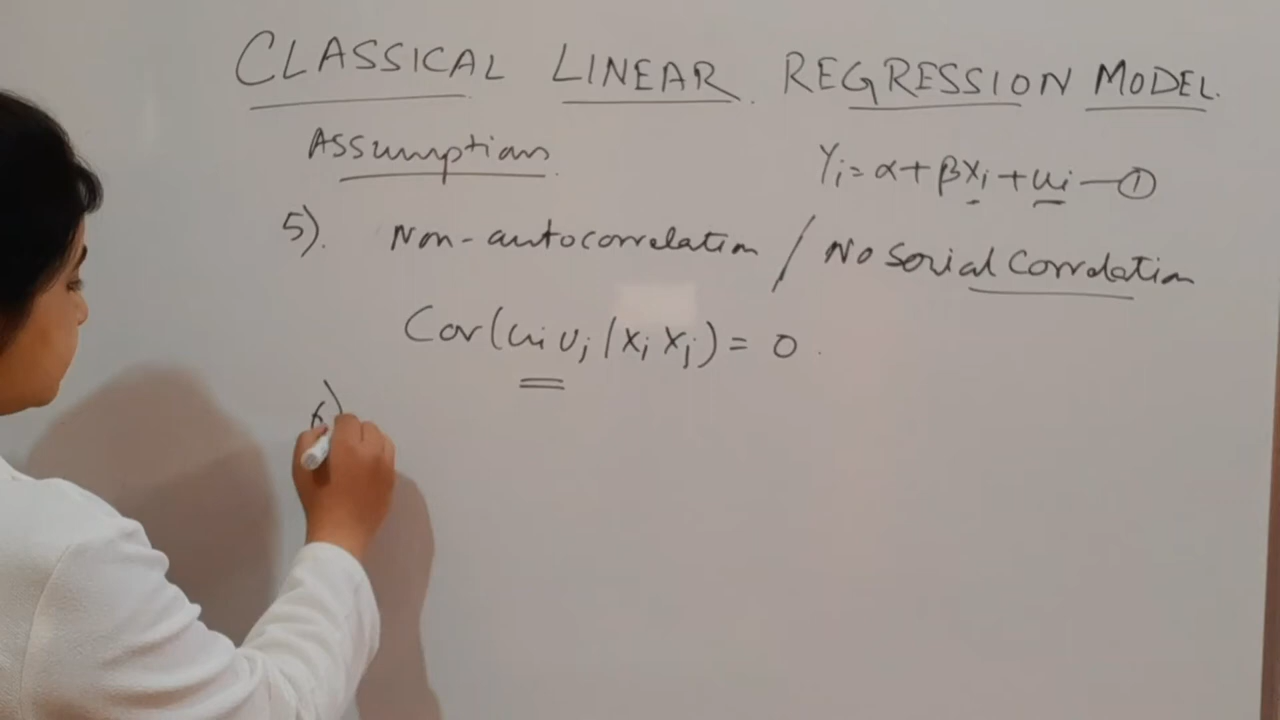 CLASSICAL LINEAR REGRESSION MODEL.
Assumptions
Yi = α + βXi + ui — ①
5). Non-autocorrelation / No Serial Correlation
Cov(ui uj / xi xj) = 0
6)